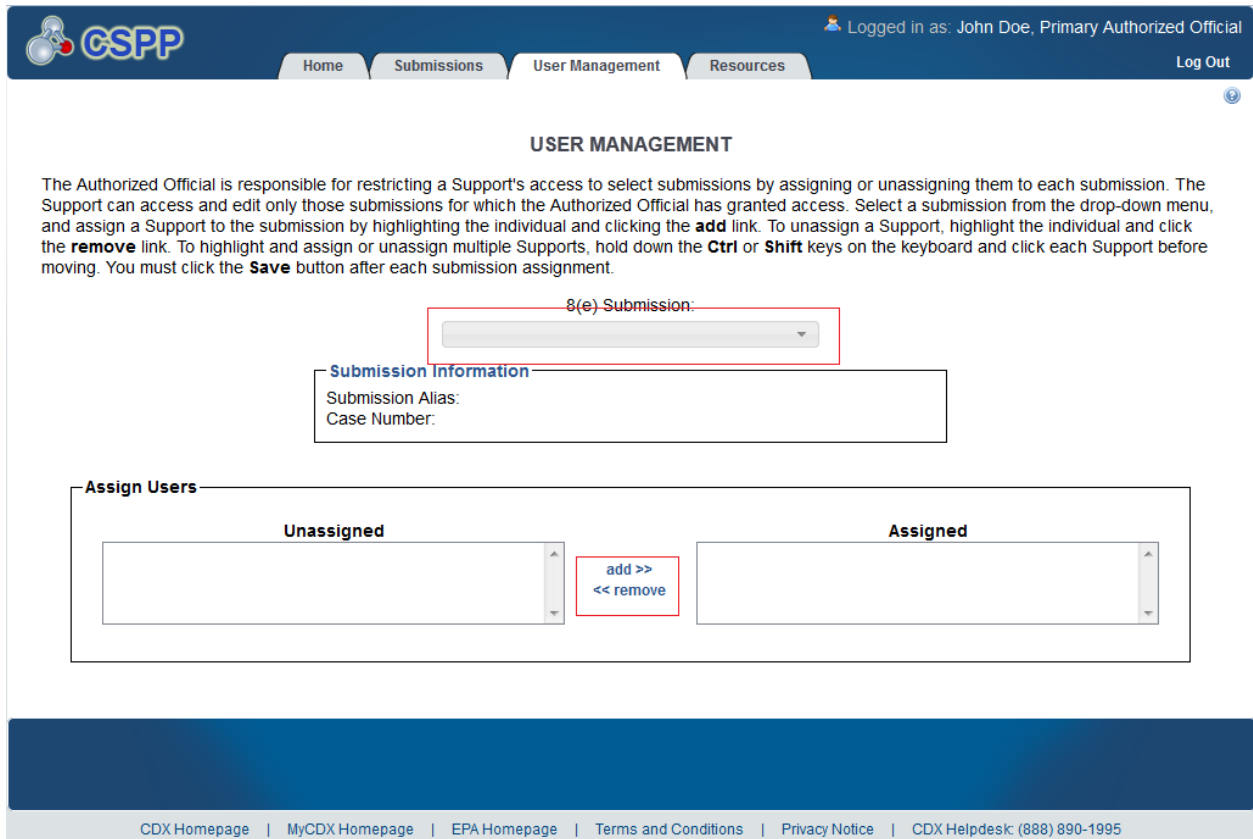 CSPP
Logged in as: John Doe, Primary Authorized Official
Home Submissions User Management Resources
Log Out
?
USER MANAGEMENT
The Authorized Official is responsible for restricting a Support's access to select submissions by assigning or unassigning them to each submission. The
Support can access and edit only those submissions for which the Authorized Official has granted access. Select a submission from the drop-down menu,
and assign a Support to the submission by highlighting the individual and clicking the add link. To unassign a Support, highlight the individual and click
the remove link. To highlight and assign or unassign multiple Supports, hold down the Ctrl or Shift keys on the keyboard and click each Support before
moving. You must click the Save button after each submission assignment.
8(e) Submission:
Submission Information
Submission Alias:
Case Number:
Assign Users
Unassigned Assigned
add >>
<< remove
CDX Homepage | MyCDX Homepage | EPA Homepage | Terms and Conditions | Privacy Notice | CDX Helpdesk: (888) 890-1995